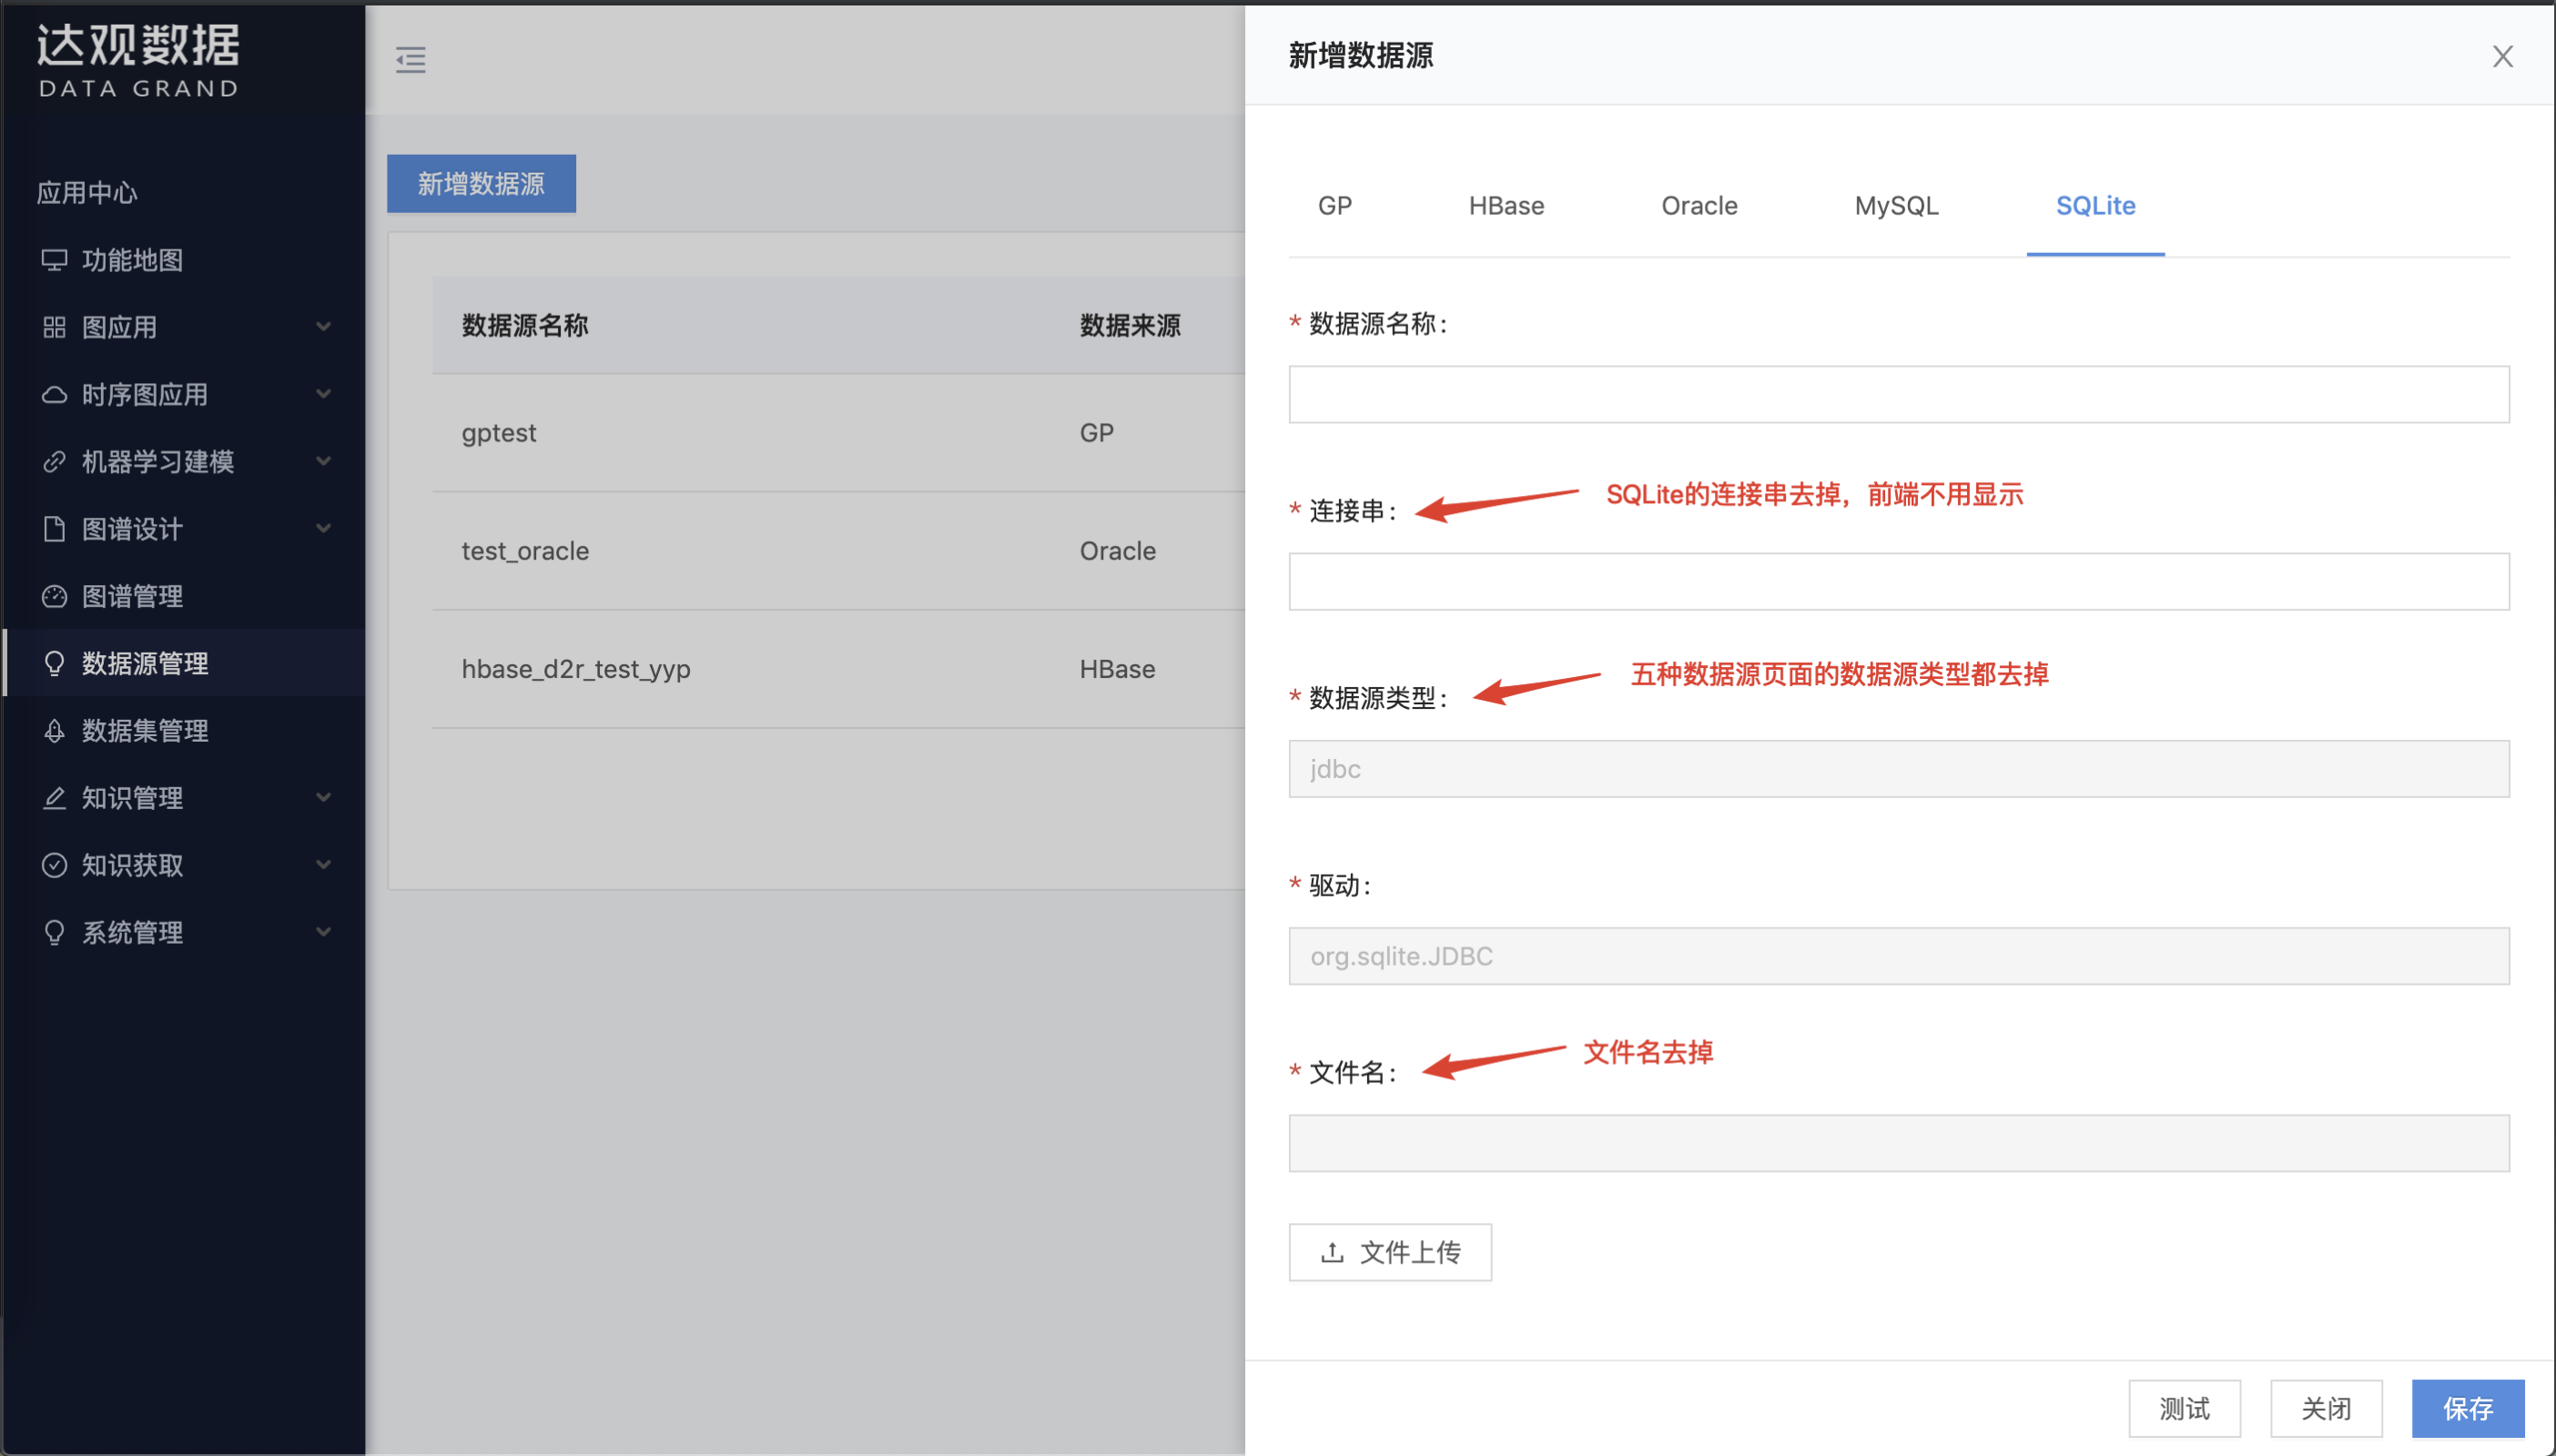 达观数据
DATA GRAND
应用中心
功能地图
图应用
时序图应用
机器学习建模
图谱设计
图谱管理
数据源管理
数据集管理
知识管理
知识获取
系统管理
新增数据源
数据源名称 数据来源
gptest GP
test_oracle Oracle
hbase_d2r_test_yyp HBase
新增数据源
GP HBase Oracle MySQL SQLite
* 数据源名称:
* 连接串: SQLite的连接串去掉，前端不用显示
* 数据源类型: 五种数据源页面的数据源类型都去掉
jdbc
* 驱动:
org.sqlite.JDBC
* 文件名: 文件名去掉
文件上传
测试 关闭 保存